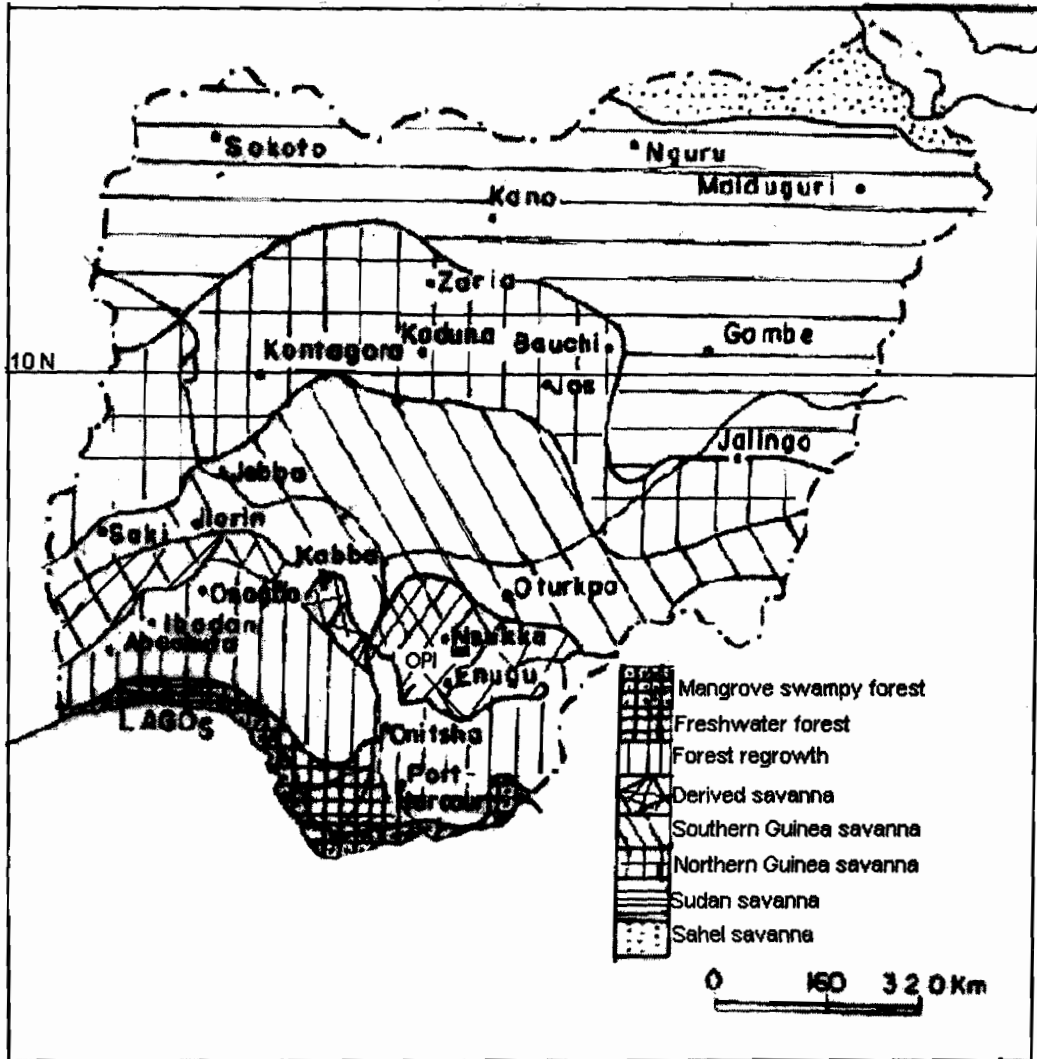 Sokoto
Nguru
Maiduguri
Kano
Zaria
Kaduna
Bauchi
Gombe
10 N
Kontagora
Jos
Jalingo
Jebba
Ilorin
Saki
Kabba
Oturkpo
Osogbo
Ibadan
Nsukka
Abeokuta
OPI
Enugu
LAGOS
Onitsha
Port-
Harcourt
Mangrove swampy forest
Freshwater forest
Forest regrowth
Derived savanna
Southern Guinea savanna
Northern Guinea savanna
Sudan savanna
Sahel savanna
0 160 320 Km